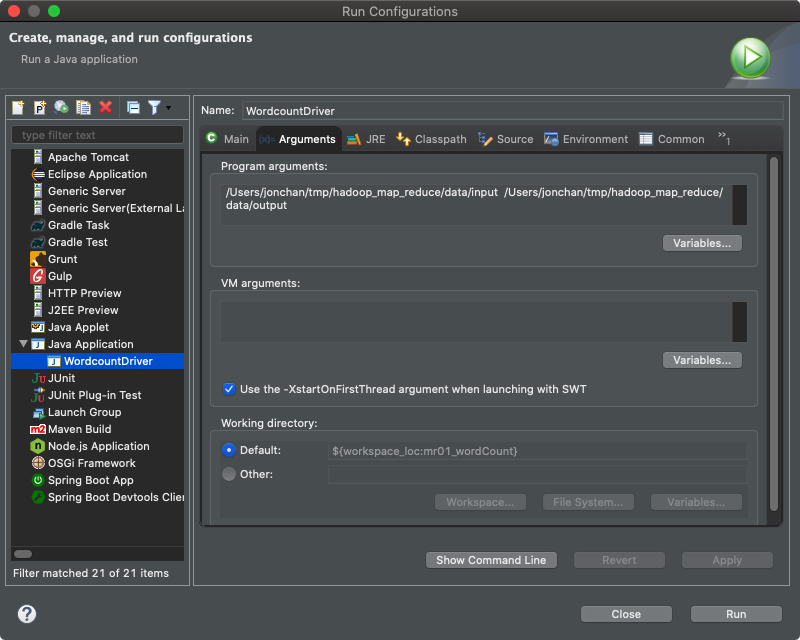 Run Configurations
Create, manage, and run configurations
Run a Java application
type filter text
Apache Tomcat
Eclipse Application
Generic Server
Generic Server(External La
Gradle Task
Gradle Test
Grunt
Gulp
HTTP Preview
J2EE Preview
Java Applet
Java Application
WordcountDriver
JUnit
JUnit Plug-in Test
Launch Group
Maven Build
Node.js Application
OSGi Framework
Spring Boot App
Spring Boot Devtools Clien
Filter matched 21 of 21 items
Name: WordcountDriver
Main Arguments JRE Classpath Source Environment Common »1
Program arguments:
/Users/jonchan/tmp/hadoop_map_reduce/data/input /Users/jonchan/tmp/hadoop_map_reduce/
data/output
Variables...
VM arguments:
Variables...
Use the -XstartOnFirstThread argument when launching with SWT
Working directory:
Default: ${workspace_loc:mr01_wordCount}
Other:
Workspace... File System... Variables...
Show Command Line Revert Apply
? Close Run